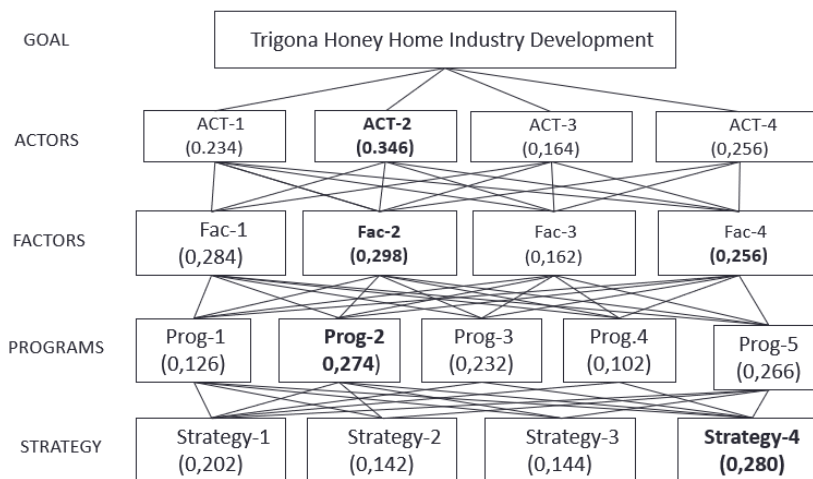 GOAL
Trigona Honey Home Industry Development
ACTORS
ACT-1
(0.234)
ACT-2
(0.346)
ACT-3
(0,164)
ACT-4
(0,256)
FACTORS
Fac-1
(0,284)
Fac-2
(0,298)
Fac-3
(0,162)
Fac-4
(0,256)
PROGRAMS
Prog-1
(0,126)
Prog-2
0,274)
Prog-3
(0,232)
Prog.4
(0,102)
Prog-5
(0,266)
STRATEGY
Strategy-1
(0,202)
Strategy-2
(0,142)
Strategy-3
(0,144)
Strategy-4
(0,280)